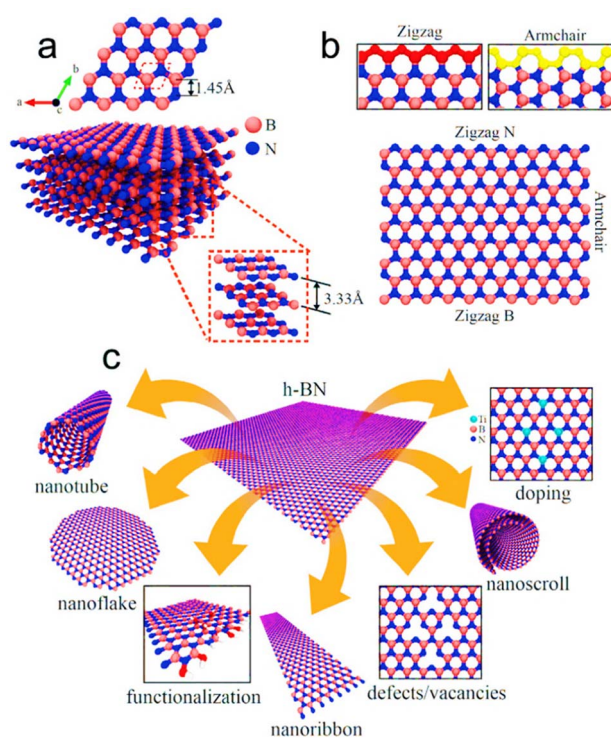 a
b
a
c
1.45Å
B
N
3.33Å
b
Zigzag
Armchair
Zigzag N
Armchair
Zigzag B
c
h-BN
nanotube
nanoflake
functionalization
nanoribbon
defects/vacancies
nanoscroll
Ti
B
N
doping